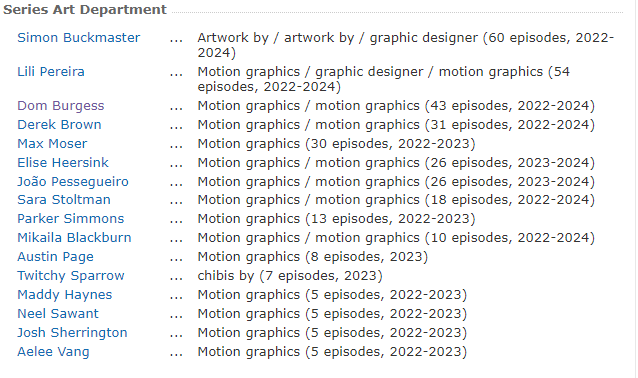 Series Art Department
Simon Buckmaster ... Artwork by / artwork by / graphic designer (60 episodes, 2022-
2024)
Lili Pereira ... Motion graphics / graphic designer / motion graphics (54
episodes, 2022-2024)
Dom Burgess ... Motion graphics / motion graphics (43 episodes, 2022-2024)
Derek Brown ... Motion graphics / motion graphics (31 episodes, 2022-2024)
Max Moser ... Motion graphics (30 episodes, 2022-2023)
Elise Heersink ... Motion graphics / motion graphics (26 episodes, 2023-2024)
João Pessegueiro ... Motion graphics / motion graphics (26 episodes, 2023-2024)
Sara Stoltman ... Motion graphics / motion graphics (18 episodes, 2022-2024)
Parker Simmons ... Motion graphics (13 episodes, 2022-2023)
Mikaila Blackburn ... Motion graphics / motion graphics (10 episodes, 2022-2024)
Austin Page ... Motion graphics (8 episodes, 2023)
Twitchy Sparrow ... chibis by (7 episodes, 2023)
Maddy Haynes ... Motion graphics (5 episodes, 2022-2023)
Neel Sawant ... Motion graphics (5 episodes, 2022-2023)
Josh Sherrington ... Motion graphics (5 episodes, 2022-2023)
Aelee Vang ... Motion graphics (5 episodes, 2022-2023)